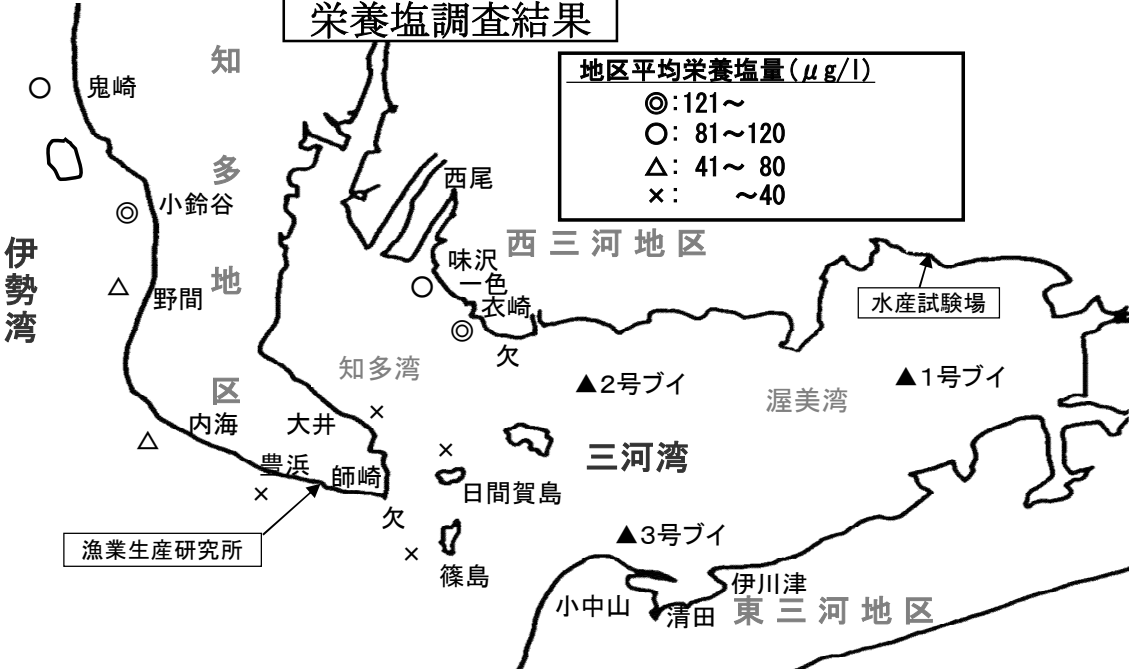 栄養塩調査結果
地区平均栄養塩量(μg/l)
◎:121~
○: 81~120
△: 41~ 80
×: ~40
知多地区
鬼崎
小鈴谷
伊勢湾
野間
西尾
西三河地区
味沢
一色
衣崎
欠
水産試験場
知多湾
▲2号ブイ
渥美湾
▲1号ブイ
内海
大井
三河湾
豊浜
師崎
日間賀島
欠
漁業生産研究所
篠島
▲3号ブイ
小中山
清田
伊川津
東三河地区